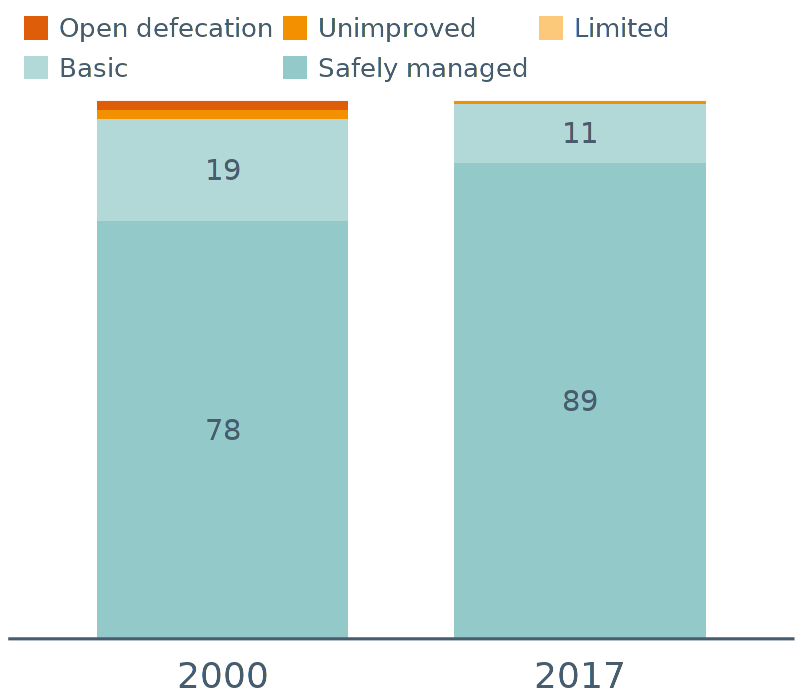 Open defecation Unimproved Limited
Basic Safely managed
19
11
78
89
2000 2017